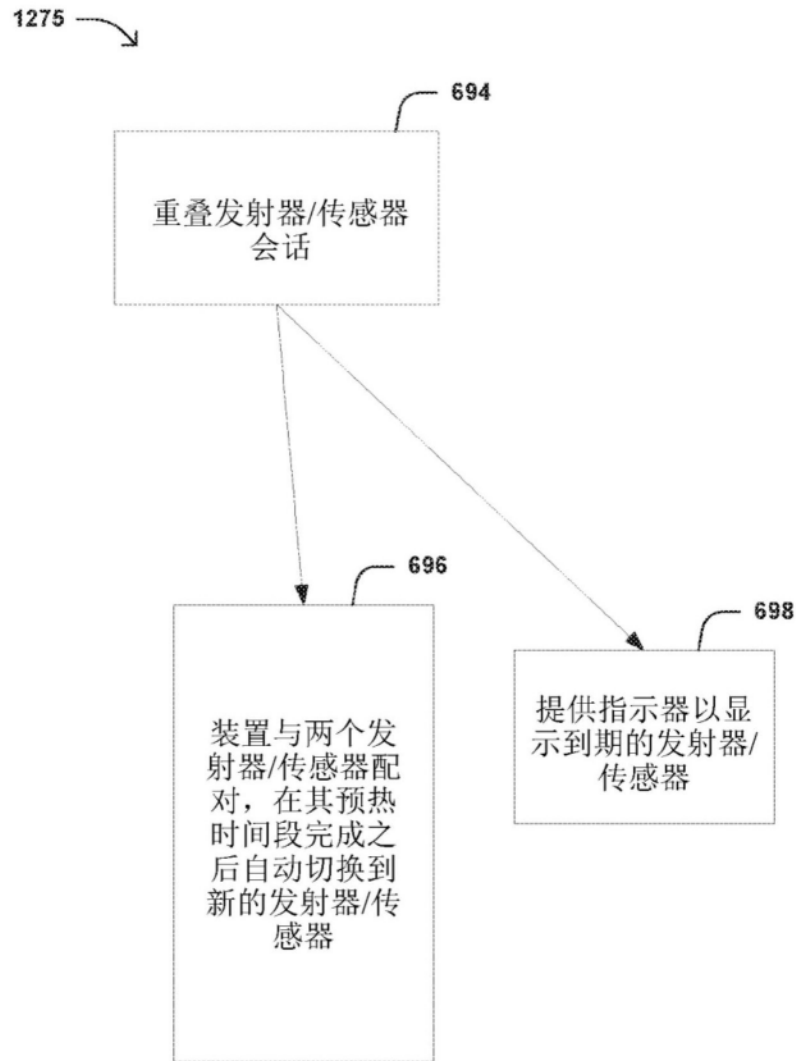 1275
694
重叠发射器/传感器
会话
696
698
装置与两个发
射器/传感器配
对，在其预热
时间段完成之
后自动切换到
新的发射器/传
感器
提供指示器以显
示到期的发射器/
传感器